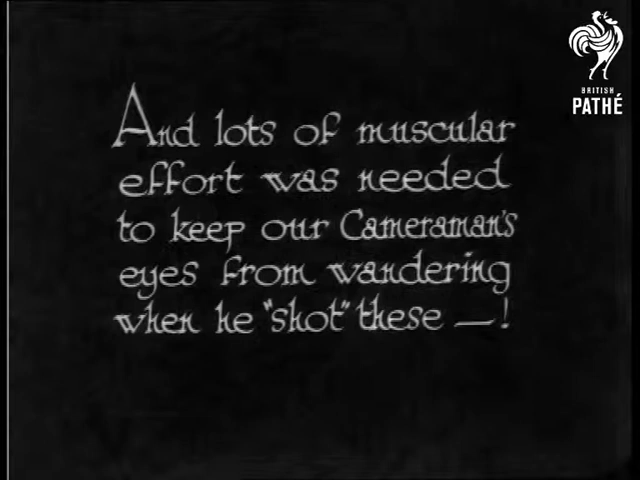 BRITISH
PATHÉ
And lots of muscular
effort was needed
to keep our Cameraman's
eyes from wandering
when he "shot" these —!